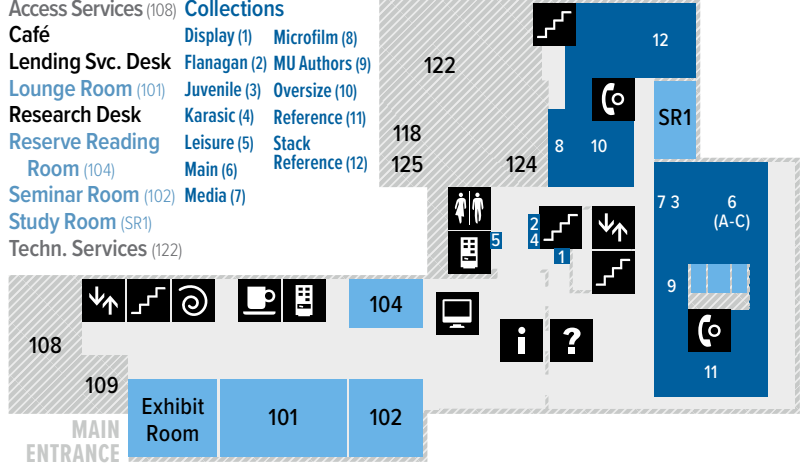 Access Services (108)
Café
Lending Svc. Desk
Lounge Room (101)
Research Desk
Reserve Reading
Room (104)
Seminar Room (102)
Study Room (SR1)
Techn. Services (122)
Collections
Display (1)
Flanagan (2)
Juvenile (3)
Karasic (4)
Leisure (5)
Main (6)
Media (7)
Microfilm (8)
MU Authors (9)
Oversize (10)
Reference (11)
Stack
Reference (12)
122
118
125
124
12
SR1
8
10
7 3
6
(A-C)
5
2
4
1
9
11
104
i
?
108
109
Exhibit
Room
101
102
MAIN
ENTRANCE